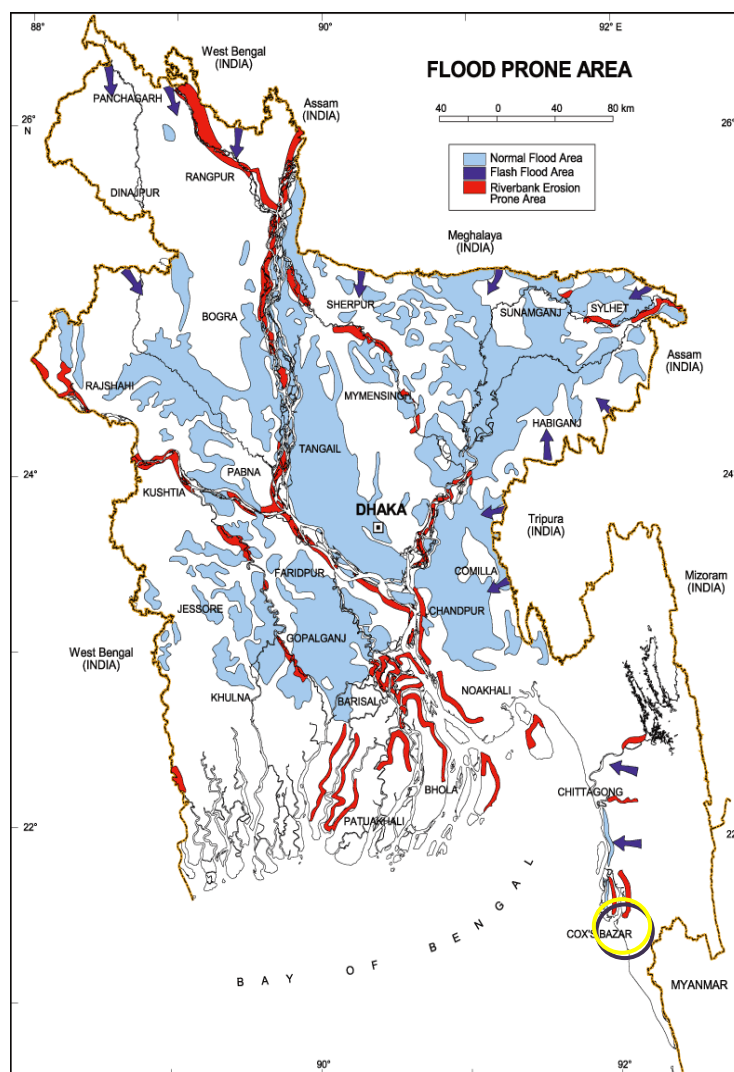 88°
90°
92° E
West Bengal
(INDIA)
FLOOD PRONE AREA
40 0 40 80 km
26°
N
26°
PANCHAGARH
Assam
(INDIA)
Normal Flood Area
Flash Flood Area
Riverbank Erosion
Prone Area
RANGPUR
DINAJPUR
Meghalaya
(INDIA)
SHERPUR
SUNAMGANJ
SYLHET
BOGRA
Assam
(INDIA)
RAJSHAHI
MYMENSINGH
HABIGANJ
TANGAIL
PABNA
24°
24°
KUSHTIA
DHAKA
Tripura
(INDIA)
FARIDPUR
COMILLA
Mizoram
(INDIA)
JESSORE
CHANDPUR
GOPALGANJ
West Bengal
(INDIA)
KHULNA
BARISAL
NOAKHALI
BHOLA
CHITTAGONG
PATUAKHALI
22°
22
BAY OF BENGAL
COX'S BAZAR
MYANMAR
90°
92°